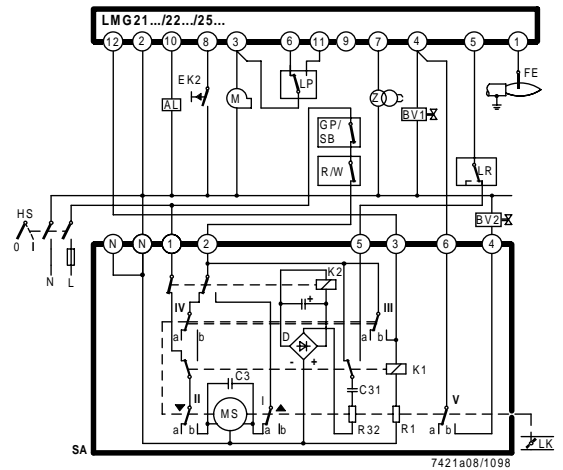 LMG21.../22.../25...
12 2 10 8 3 6 11 9 7 4 5 1
EK2
FE
LP
AL
M
Z
GP/
SB
BV1
R/W
LR
HS
0 I
BV2
N L
N N 1 2 5 3 6 4
K2
IV
III
a b
+
a b
D
- +
K1
C3
C31
II
I
V
MS
a b
a b
R32
R1
a b
SA
LK
7421a08/1098